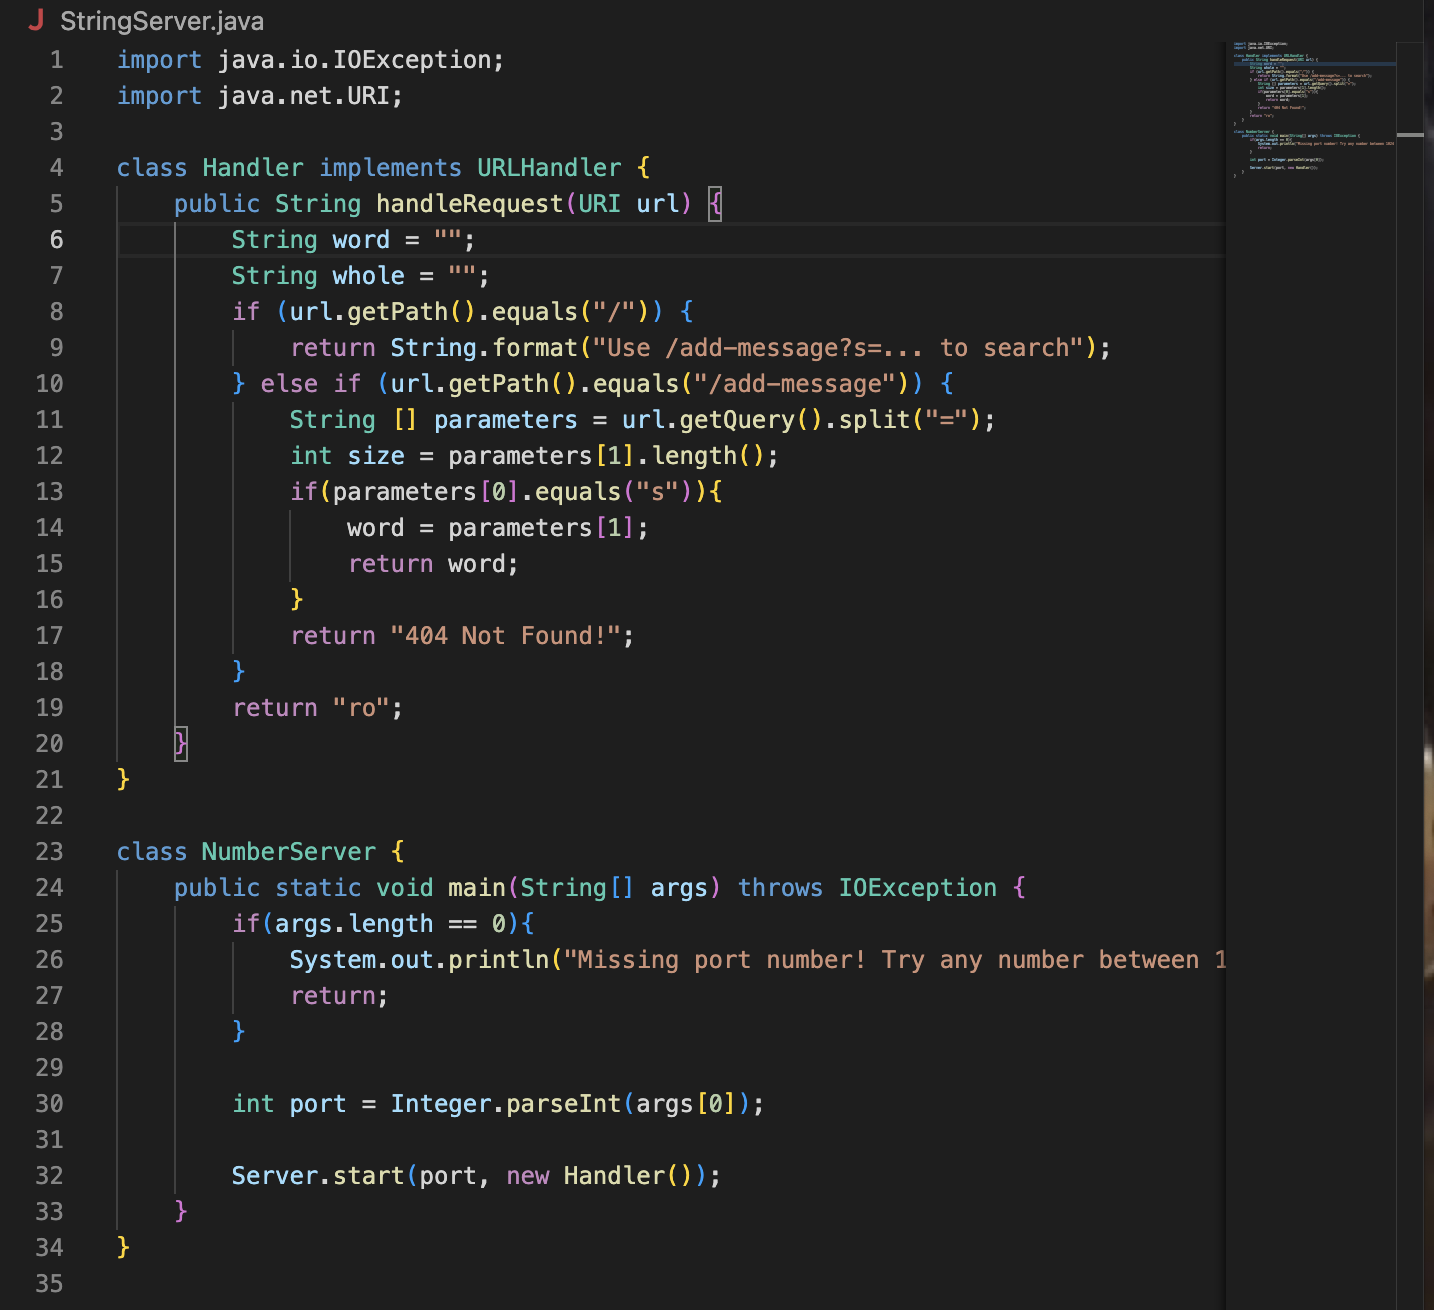 J StringServer.java
1 import java.io.IOException;
2 import java.net.URI;
3
4 class Handler implements URLHandler {
5     public String handleRequest(URI url) {
6         String word = "";
7         String whole = "";
8         if (url.getPath().equals("/")) {
9             return String.format("Use /add-message?s=... to search");
10         } else if (url.getPath().equals("/add-message")) {
11             String [] parameters = url.getQuery().split("=");
12             int size = parameters[1].length();
13             if(parameters[0].equals("s")){
14                 word = parameters[1];
15                 return word;
16             }
17             return "404 Not Found!";
18         }
19         return "ro";
20     }
21 }
22
23 class NumberServer {
24     public static void main(String[] args) throws IOException {
25         if(args.length == 0){
26             System.out.println("Missing port number! Try any number between 1
27             return;
28         }
29
30         int port = Integer.parseInt(args[0]);
31
32         Server.start(port, new Handler());
33     }
34 }
35